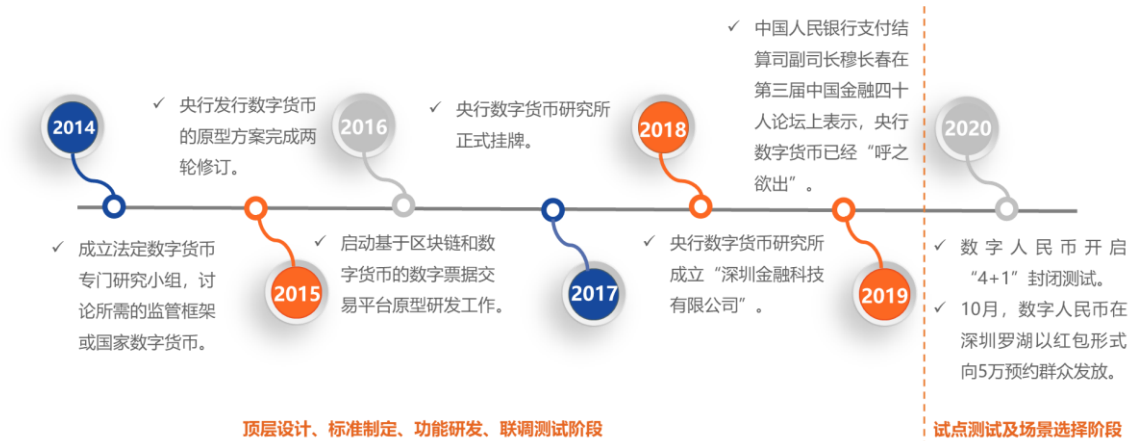 2014
成立法定数字货币
专门研究小组，讨
论所需的监管框架
或国家数字货币。
央行发行数字货币
的原型方案完成两
轮修订。
2015
2016
启动基于区块链和数
字货币的数字票据交
易平台原型研发工作。
央行数字货币研究所
正式挂牌。
2017
2018
央行数字货币研究所
成立“深圳金融科技
有限公司”。
中国人民银行支付结
算司副司长穆长春在
第三届中国金融四十
人论坛上表示，央行
数字货币已经“呼之
欲出”。
2019
2020
数字人民币开启
“4+1”封闭测试。
10月，数字人民币在
深圳罗湖以红包形式
向5万预约群众发放。
顶层设计、标准制定、功能研发、联调测试阶段
试点测试及场景选择阶段